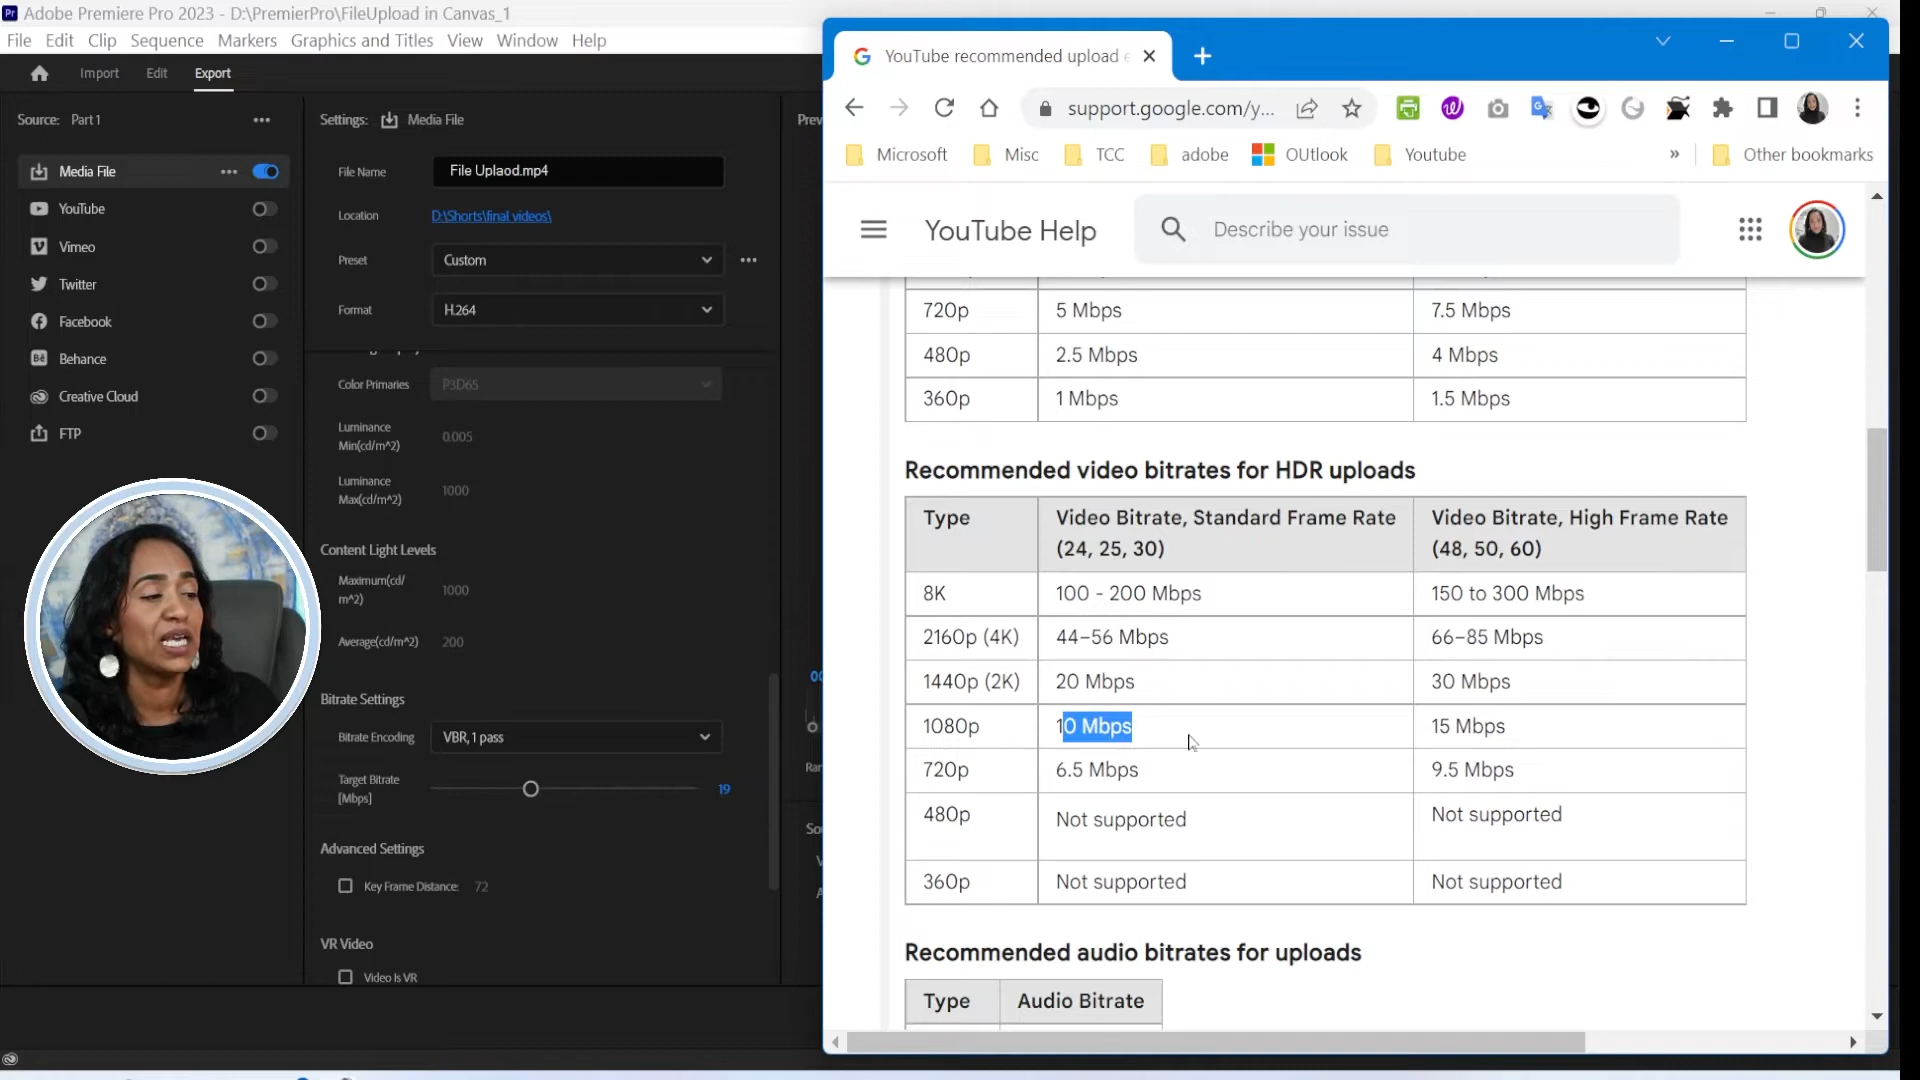 Adobe Premiere Pro 2023 - D:\PremierPro\FileUpload in Canvas_1
File Edit Clip Sequence Markers Graphics and Titles View Window Help
Import Edit Export
Source: Part 1
Media File
YouTube
Vimeo
Twitter
Facebook
Behance
Creative Cloud
FTP
Settings: Media File
File Name File Uplaod.mp4
Location D:\Shorts\final videos\
Preset Custom
Format H.264
Color Primaries P3D65
Luminance
Min(cd/m^2) 0.005
Luminance
Max(cd/m^2) 1000
Content Light Levels
Maximum(cd/
m^2) 1000
Average(cd/m^2) 200
Bitrate Settings
Bitrate Encoding VBR, 1 pass
Target Bitrate
[Mbps] 19
Advanced Settings
Key Frame Distance: 72
VR Video
Video Is VR
Prev
00
Ran
Sou
V
A
YouTube recommended upload e
support.google.com/y...
Microsoft Misc TCC adobe OUtlook Youtube » Other bookmarks
YouTube Help Describe your issue
720p 5 Mbps 7.5 Mbps
480p 2.5 Mbps 4 Mbps
360p 1 Mbps 1.5 Mbps
Recommended video bitrates for HDR uploads
Type Video Bitrate, Standard Frame Rate (24, 25, 30) Video Bitrate, High Frame Rate (48, 50, 60)
8K 100 - 200 Mbps 150 to 300 Mbps
2160p (4K) 44–56 Mbps 66–85 Mbps
1440p (2K) 20 Mbps 30 Mbps
1080p 10 Mbps 15 Mbps
720p 6.5 Mbps 9.5 Mbps
480p Not supported Not supported
360p Not supported Not supported
Recommended audio bitrates for uploads
Type Audio Bitrate